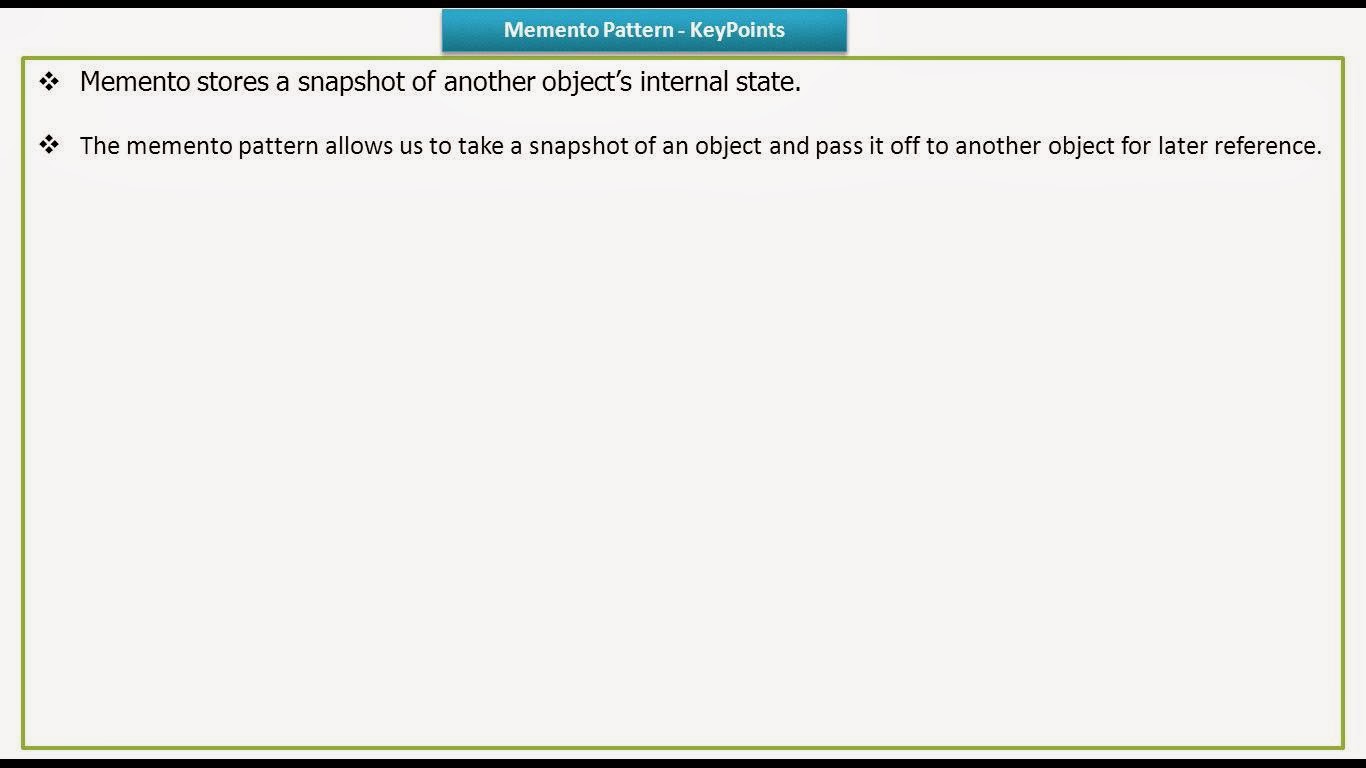 Memento Pattern - KeyPoints
❖ Memento stores a snapshot of another object’s internal state.
❖ The memento pattern allows us to take a snapshot of an object and pass it off to another object for later reference.